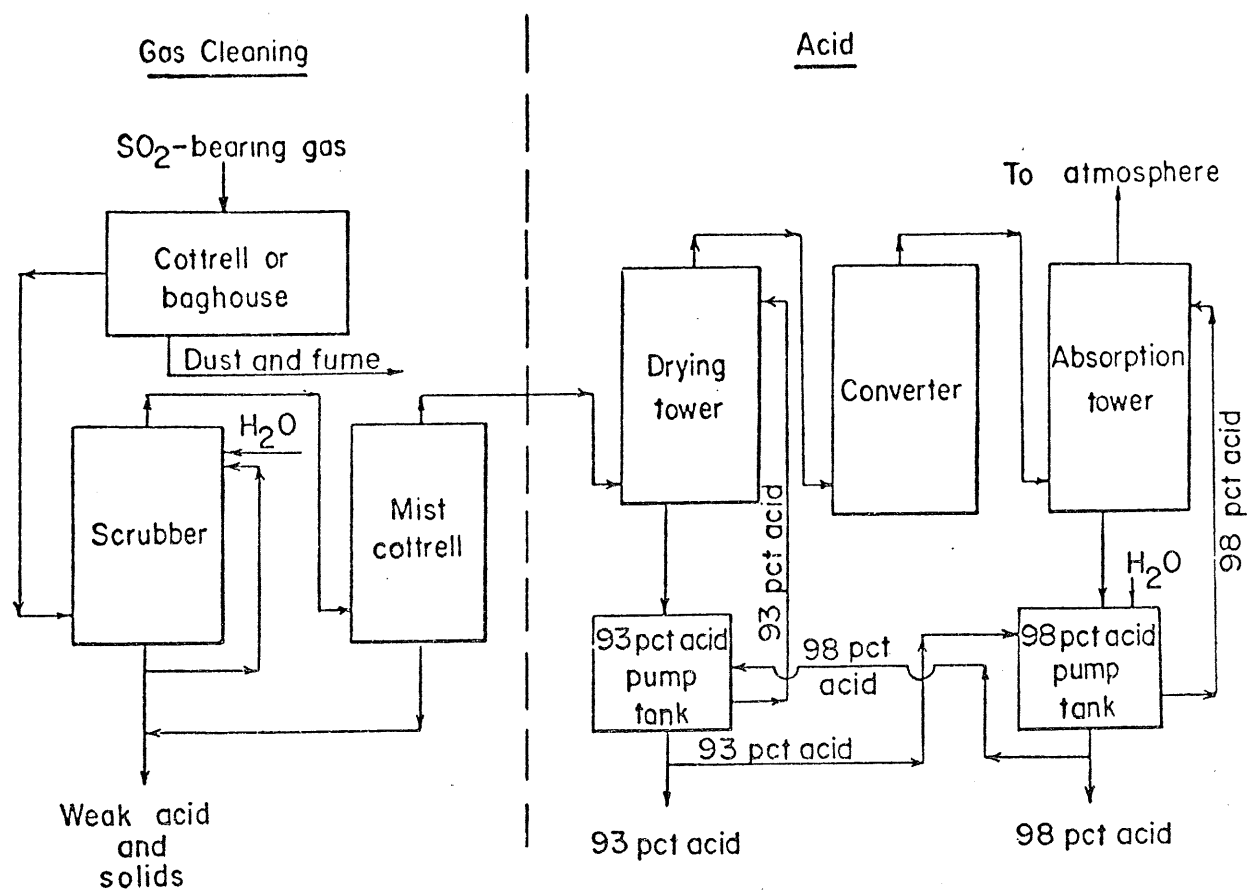 Gas Cleaning
SO2-bearing gas
Cottrell or
baghouse
Dust and fume
H2O
Scrubber
Mist
cottrell
Weak acid
and
solids
Acid
To atmosphere
Drying
tower
Converter
Absorption
tower
93 pct acid
98 pct acid
H2O
93 pct acid
pump
tank
98 pct
acid
98 pct acid
pump
tank
93 pct acid
93 pct acid
98 pct acid